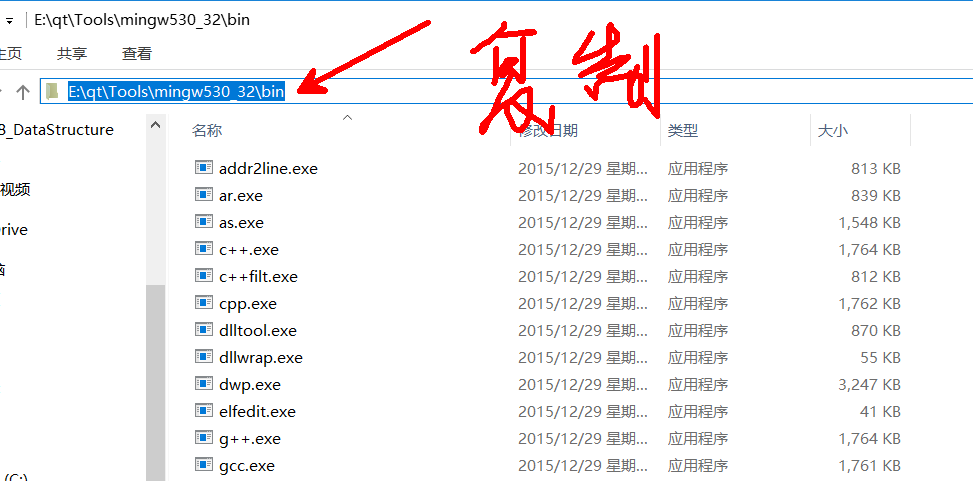 E:\qt\Tools\mingw530_32\bin
主页 共享 查看
E:\qt\Tools\mingw530_32\bin
复制
8_DataStructure
名称 修改日期 类型 大小
addr2line.exe 2015/12/29 星期... 应用程序 813 KB
视频
ar.exe 2015/12/29 星期... 应用程序 839 KB
as.exe 2015/12/29 星期... 应用程序 1,548 KB
rive
c++.exe 2015/12/29 星期... 应用程序 1,764 KB
脑
c++filt.exe 2015/12/29 星期... 应用程序 812 KB
cpp.exe 2015/12/29 星期... 应用程序 1,762 KB
dlltool.exe 2015/12/29 星期... 应用程序 870 KB
dllwrap.exe 2015/12/29 星期... 应用程序 55 KB
dwp.exe 2015/12/29 星期... 应用程序 3,247 KB
elfedit.exe 2015/12/29 星期... 应用程序 41 KB
g++.exe 2015/12/29 星期... 应用程序 1,764 KB
gcc.exe 2015/12/29 星期... 应用程序 1,761 KB
(C:)